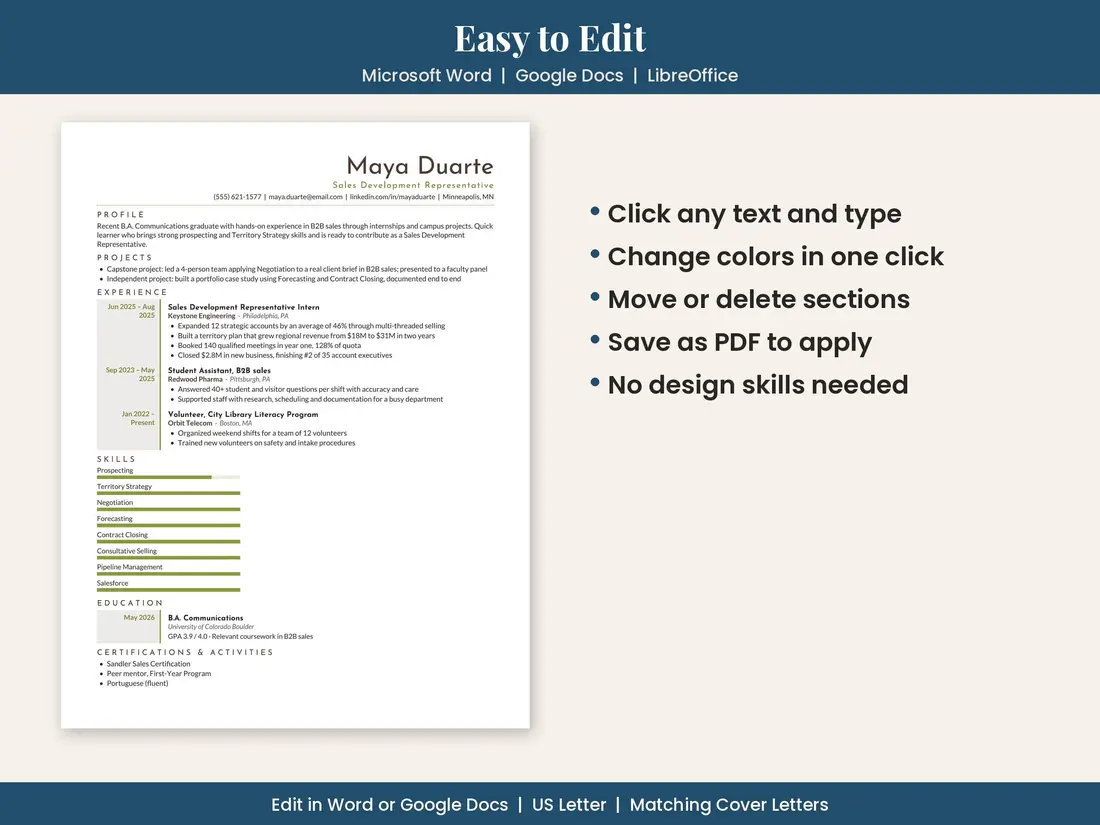 Easy to Edit
Microsoft Word | Google Docs | LibreOffice
Maya Duarte
Sales Development Representative
(555) 621-1577 | maya.duarte@email.com | linkedin.com/in/mayaduarte | Minneapolis, MN
PROFILE
Recent B.A. Communications graduate with hands-on experience in B2B sales through internships and campus projects. Quick
learner who brings strong prospecting and Territory Strategy skills and is ready to contribute as a Sales Development
Representative.
PROJECTS
• Capstone project: led a 4-person team applying Negotiation to a real client brief in B2B sales; presented to a faculty panel
• Independent project: built a portfolio case study using Forecasting and Contract Closing, documented end to end
EXPERIENCE
Jun 2025 – Aug
2025
Sales Development Representative Intern
Keystone Engineering - Philadelphia, PA
• Expanded 12 strategic accounts by an average of 46% through multi-threaded selling
• Built a territory plan that grew regional revenue from $18M to $31M in two years
• Booked 140 qualified meetings in year one, 128% of quota
• Closed $2.8M in new business, finishing #2 of 35 account executives
Sep 2023 – May
2025
Student Assistant, B2B sales
Redwood Pharma - Pittsburgh, PA
• Answered 40+ student and visitor questions per shift with accuracy and care
• Supported staff with research, scheduling and documentation for a busy department
Jan 2022 –
Present
Volunteer, City Library Literacy Program
Orbit Telecom - Boston, MA
• Organized weekend shifts for a team of 12 volunteers
• Trained new volunteers on safety and intake procedures
SKILLS
Prospecting
Territory Strategy
Negotiation
Forecasting
Contract Closing
Consultative Selling
Pipeline Management
Salesforce
EDUCATION
May 2026
B.A. Communications
University of Colorado Boulder
GPA 3.9 / 4.0 - Relevant coursework in B2B sales
CERTIFICATIONS & ACTIVITIES
• Sandler Sales Certification
• Peer mentor, First-Year Program
• Portuguese (fluent)
• Click any text and type
• Change colors in one click
• Move or delete sections
• Save as PDF to apply
• No design skills needed
Edit in Word or Google Docs | US Letter | Matching Cover Letters